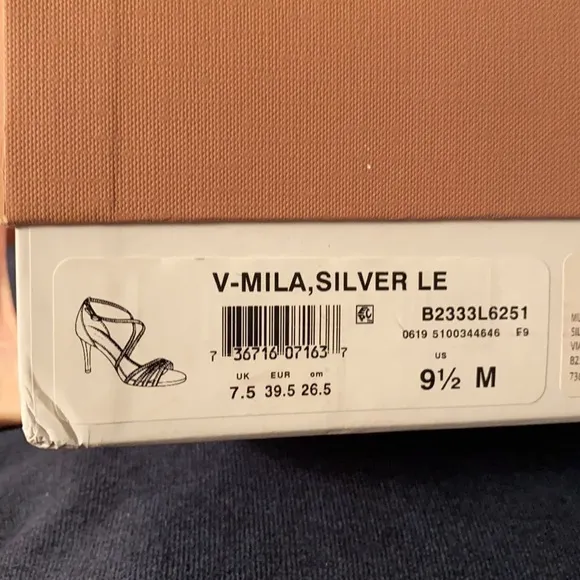 V-MILA,SILVER LE
B2333L6251
7 36716 07163 7
0619 5100344646 F9
UK EUR cm
7.5 39.5 26.5
US
9½ M
B2